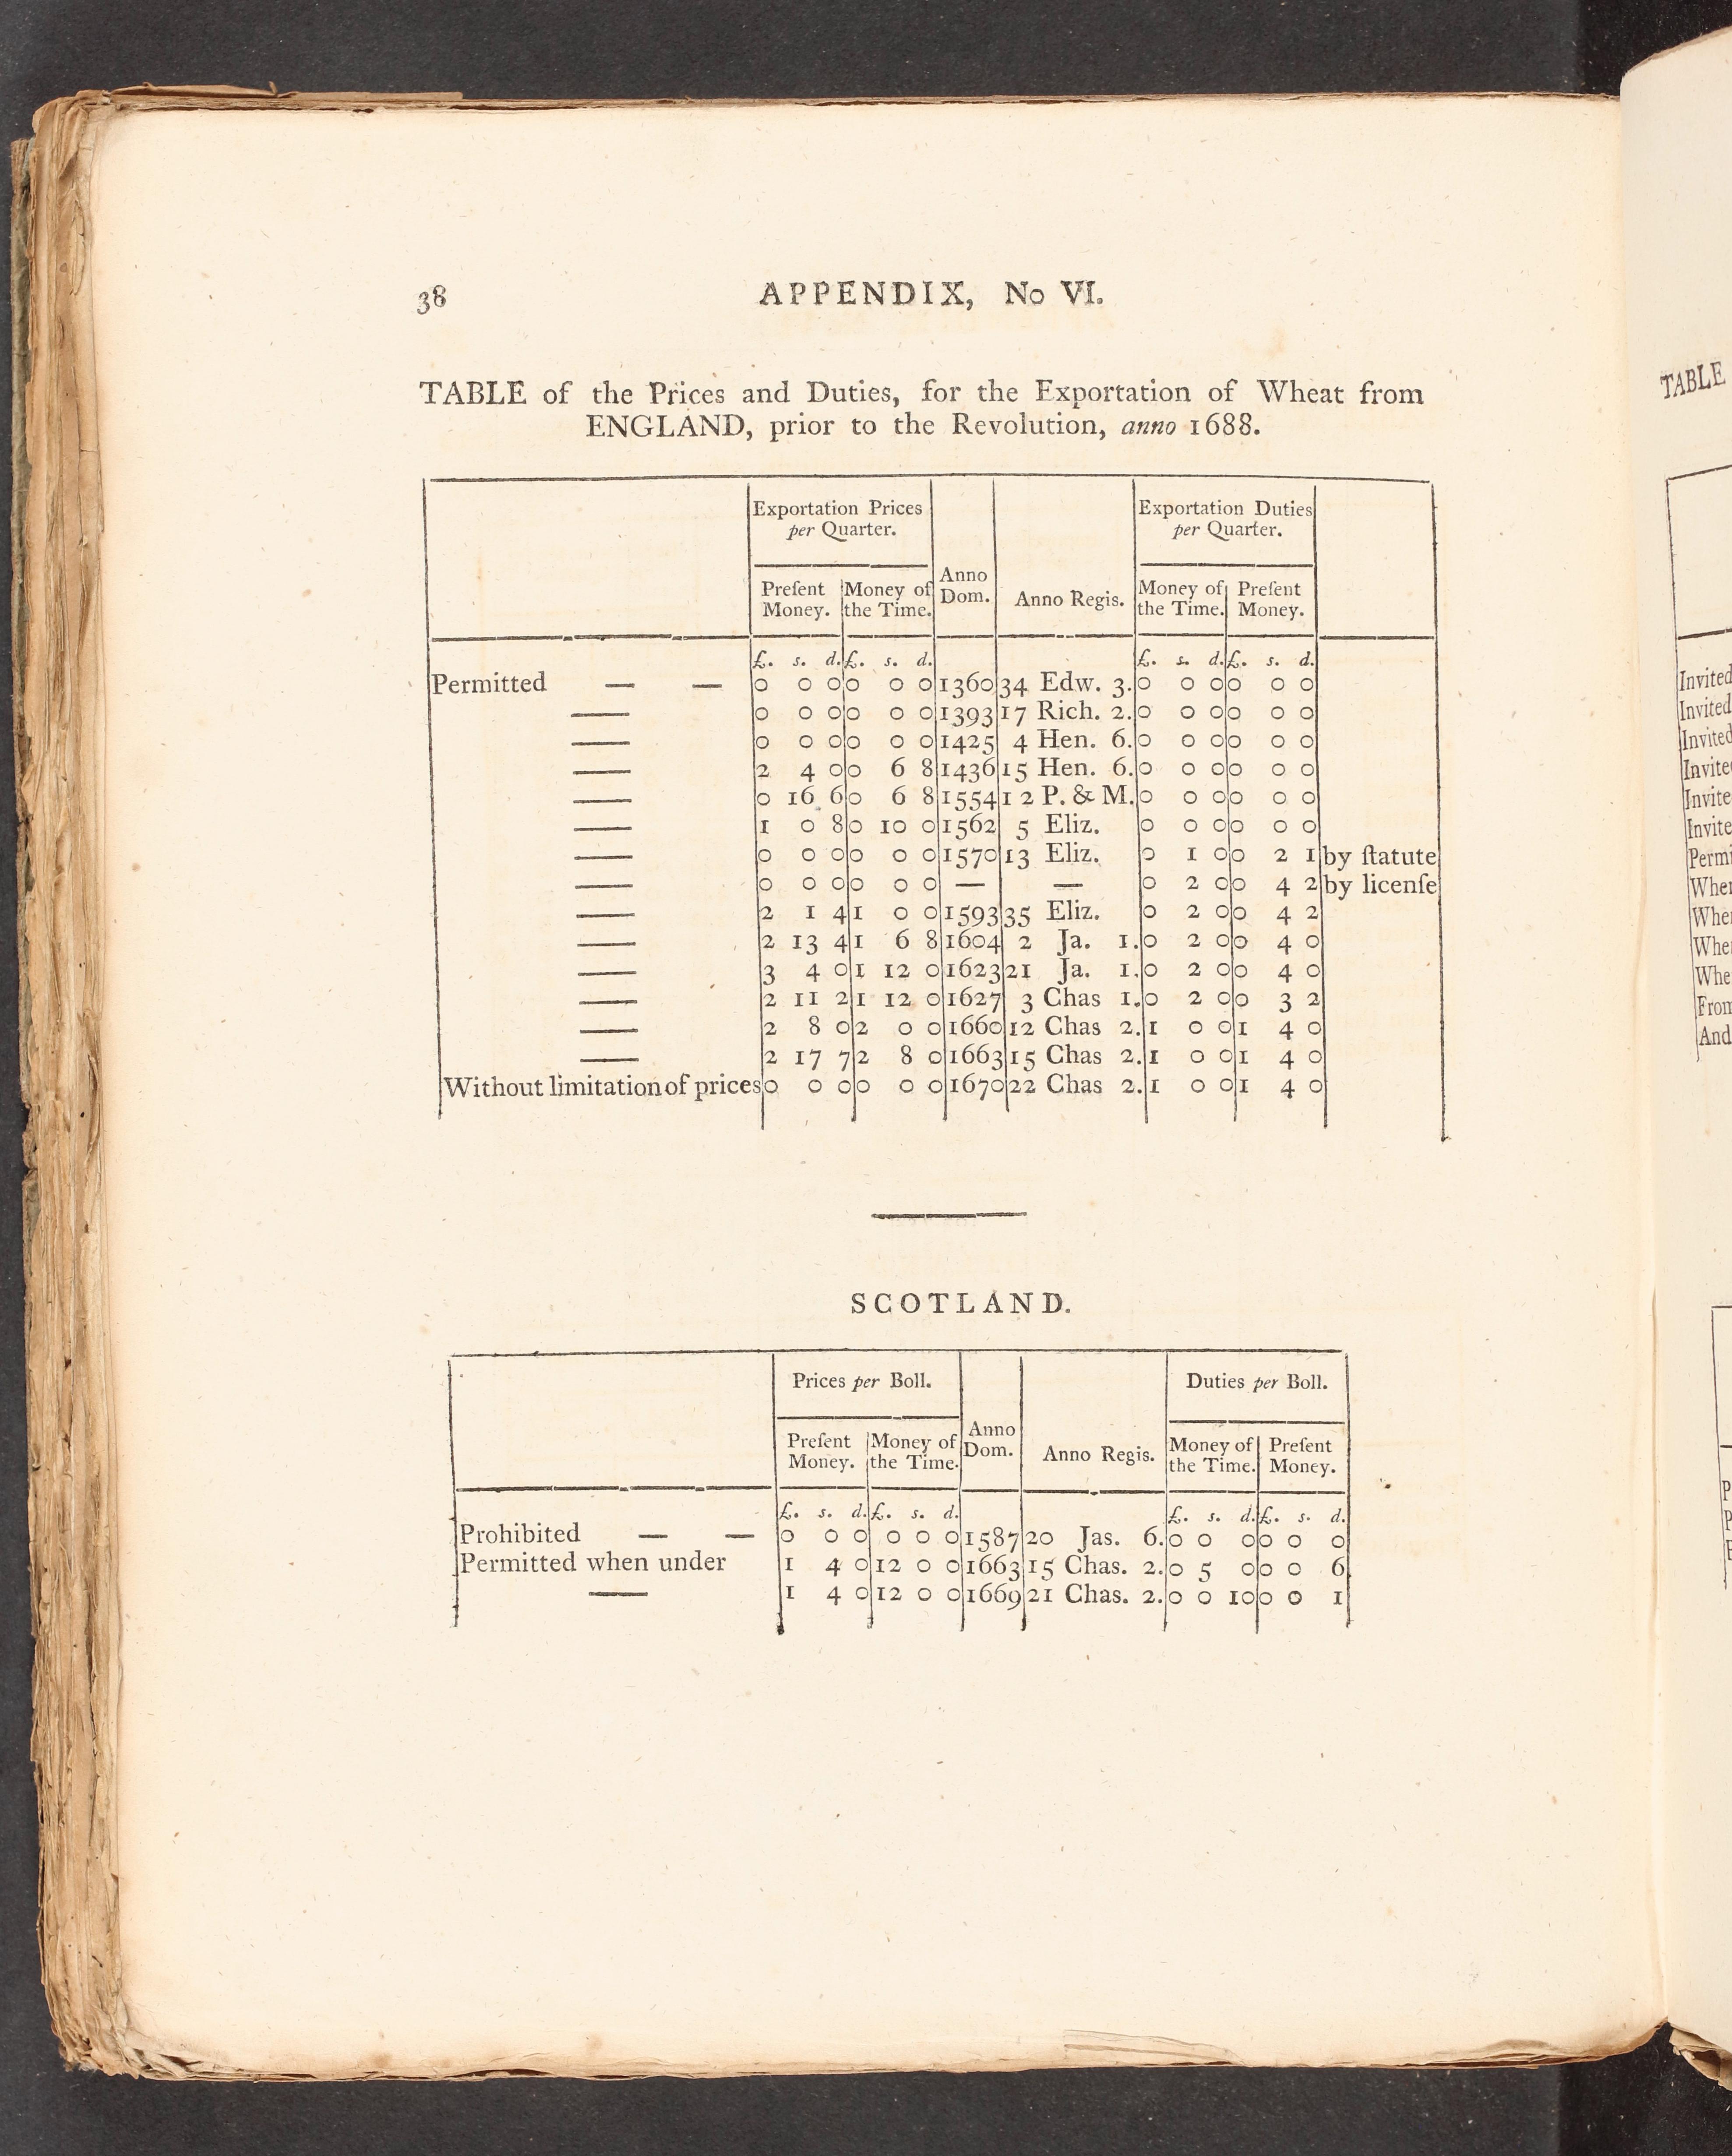 38 APPENDIX, No VI.
TABLE of the Prices and Duties, for the Exportation of Wheat from
ENGLAND, prior to the Revolution, anno 1688.
Exportation Prices per Quarter. Anno Dom. Anno Regis. Exportation Duties per Quarter.
Preſent Money. Money of the Time. Money of the Time. Preſent Money.
£. s. d. £. s. d. £. s. d. £. s. d.
Permitted — — 0 0 0 0 0 0 1360 34 Edw. 3. 0 0 0 0 0 0
—— 0 0 0 0 0 0 1393 17 Rich. 2. 0 0 0 0 0 0
—— 0 0 0 0 0 0 1425 4 Hen. 6. 0 0 0 0 0 0
—— 2 4 0 0 6 8 1436 15 Hen. 6. 0 0 0 0 0 0
—— 0 16 6 0 6 8 1554 1 2 P. & M. 0 0 0 0 0 0
—— 1 0 8 0 10 0 1562 5 Eliz. 0 0 0 0 0 0
—— 0 0 0 0 0 0 1570 13 Eliz. 0 1 0 0 2 1 by ſtatute
—— 0 0 0 0 0 0 — — 0 2 0 0 4 2 by licenſe
—— 2 1 4 1 0 0 1593 35 Eliz. 0 2 0 0 4 2
—— 2 13 4 1 6 8 1604 2 Ja. 1. 0 2 0 0 4 0
—— 3 4 0 1 12 0 1623 21 Ja. 1. 0 2 0 0 4 0
—— 2 11 2 1 12 0 1627 3 Chas 1. 0 2 0 0 3 2
—— 2 8 0 2 0 0 1660 12 Chas 2. 1 0 0 1 4 0
—— 2 17 7 2 8 0 1663 15 Chas 2. 1 0 0 1 4 0
Without limitation of prices 0 0 0 0 0 0 1670 22 Chas 2. 1 0 0 1 4 0
SCOTLAND.
Prices per Boll. Anno Dom. Anno Regis. Duties per Boll.
Preſent Money. Money of the Time. Money of the Time. Preſent Money.
£. s. d. £. s. d. £. s. d. £. s. d.
Prohibited — — 0 0 0 0 0 0 1587 20 Jas. 6. 0 0 0 0 0 0
Permitted when under 1 4 0 12 0 0 1663 15 Chas. 2. 0 5 0 0 0 6
—— 1 4 0 12 0 0 1669 21 Chas. 2. 0 0 10 0 0 1
TABLE
Invited
Invited
Invited